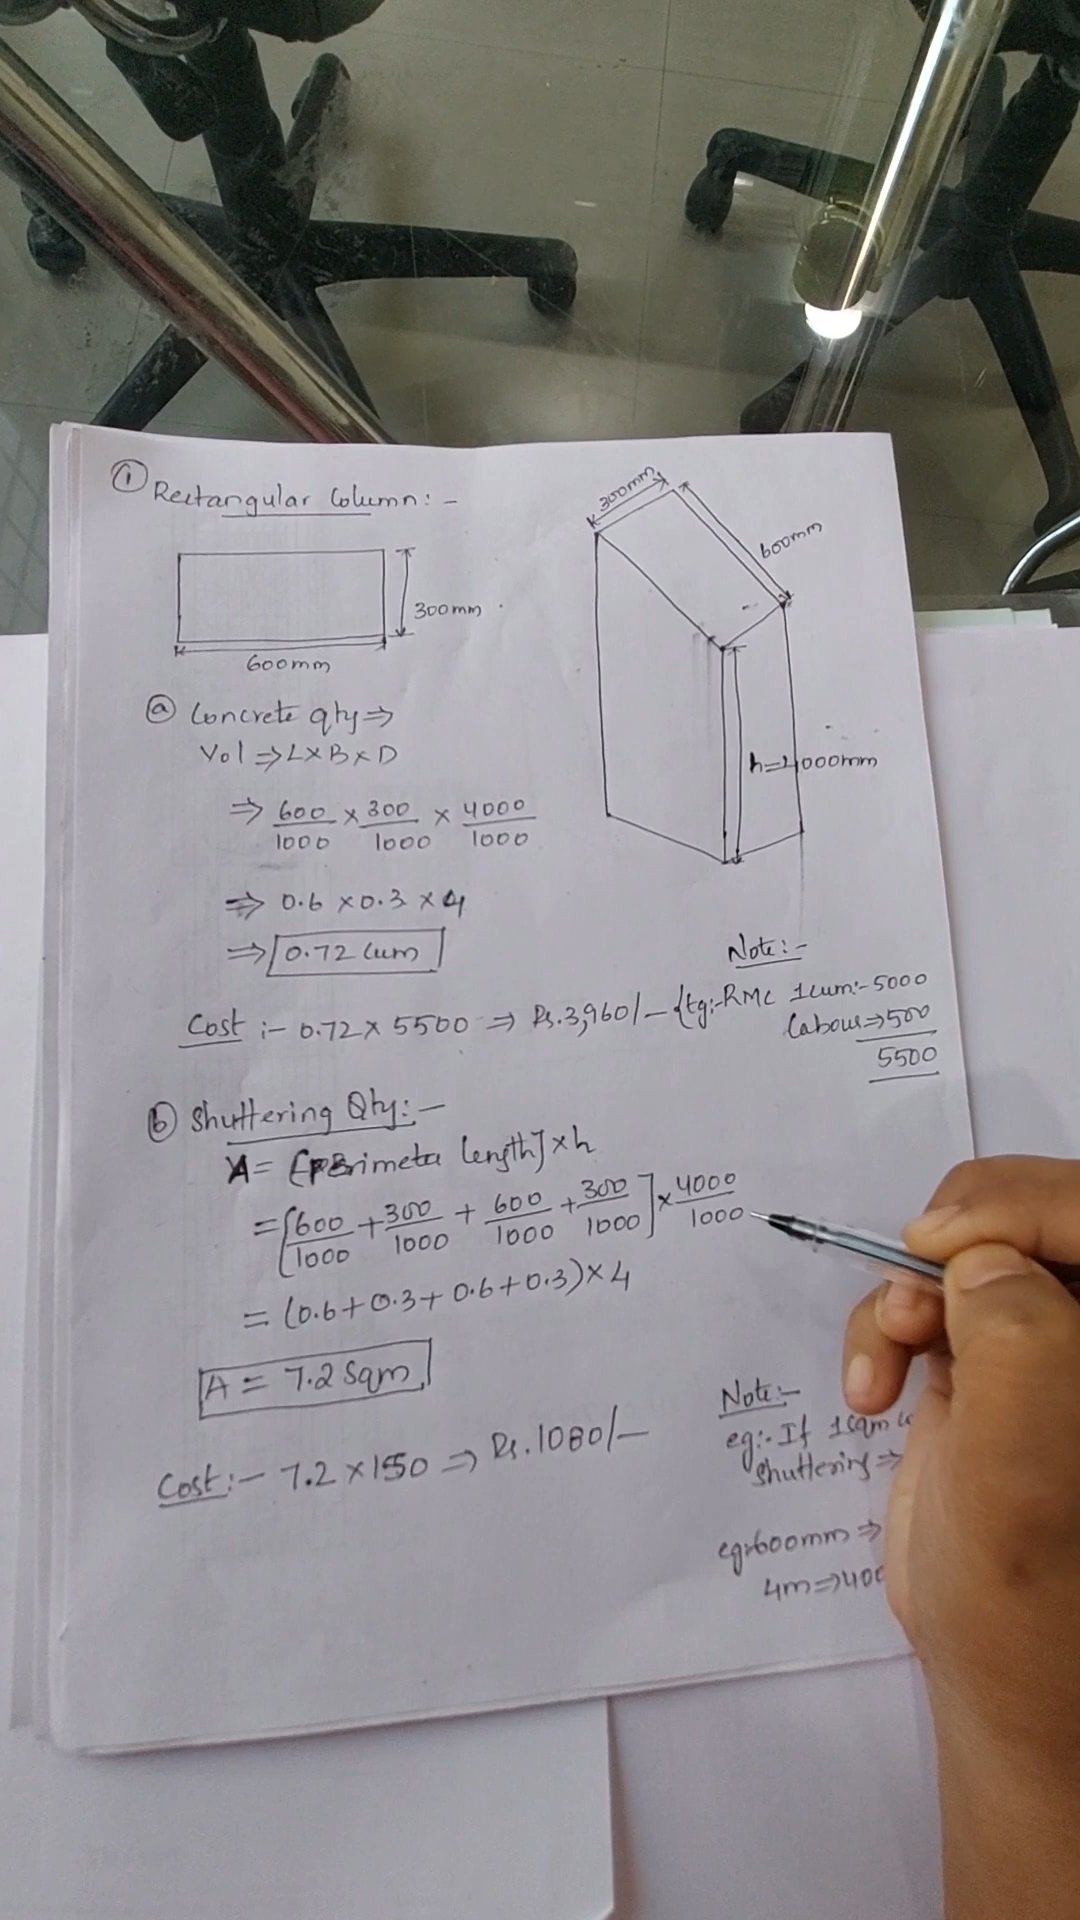 ① Rectangular Column:-
300mm
600mm
300mm
600mm
h=4000mm
ⓐ Concrete qty⇒
Vol ⇒ L×B×D
⇒ 600/1000 × 300/1000 × 4000/1000
⇒ 0.6 × 0.3 × 4
⇒ 0.72 Cum
Note:-
Cost :- 0.72 × 5500 ⇒ Rs.3,960/- {Eg:-RMC 1cum:-5000
Labour⇒500
5500
ⓑ Shuttering Qty:-
A= [Perimeter length]×h
=[600/1000 + 300/1000 + 600/1000 + 300/1000] × 4000/1000
= (0.6+0.3+0.6+0.3)×4
A = 7.2 Sqm
Cost:- 7.2 × 150 ⇒ Rs.1080/-
Note:-
eg:- If 1sqm
Shuttering ⇒
eg:-600mm ⇒
4m⇒400